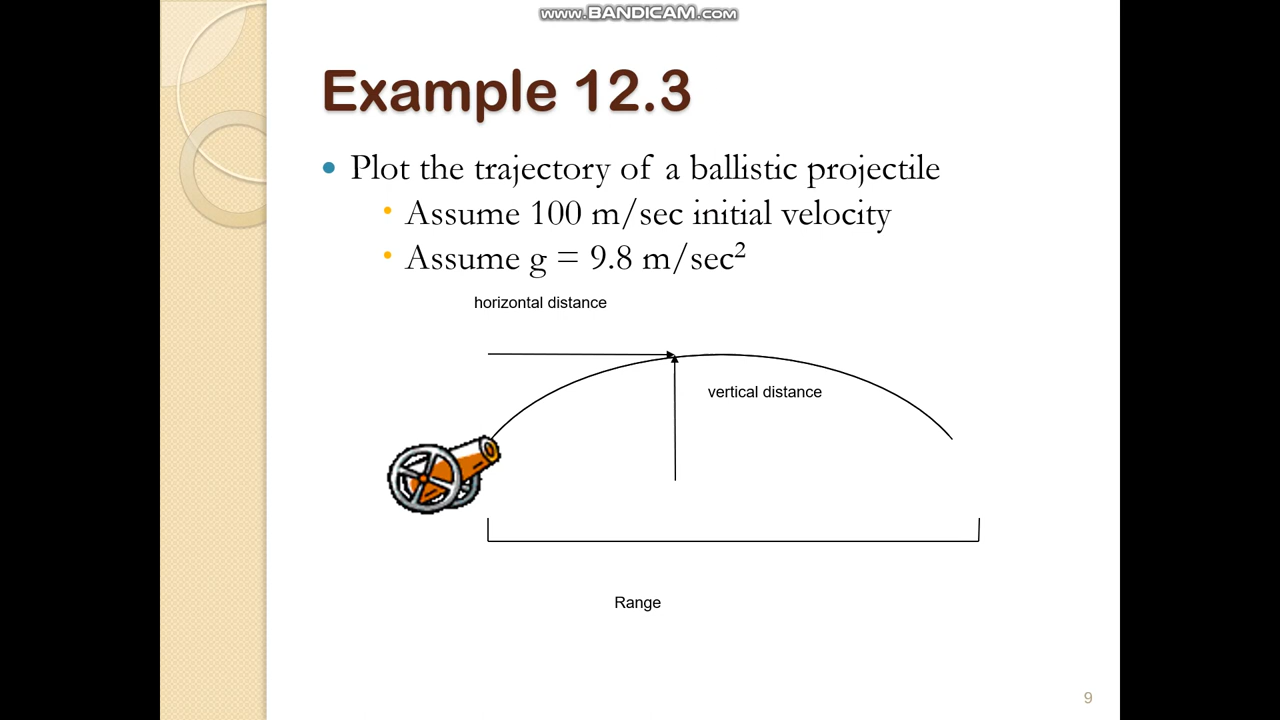 www.BANDICAM.com
Example 12.3
• Plot the trajectory of a ballistic projectile
• Assume 100 m/sec initial velocity
• Assume g = 9.8 m/sec²
horizontal distance
vertical distance
Range
9